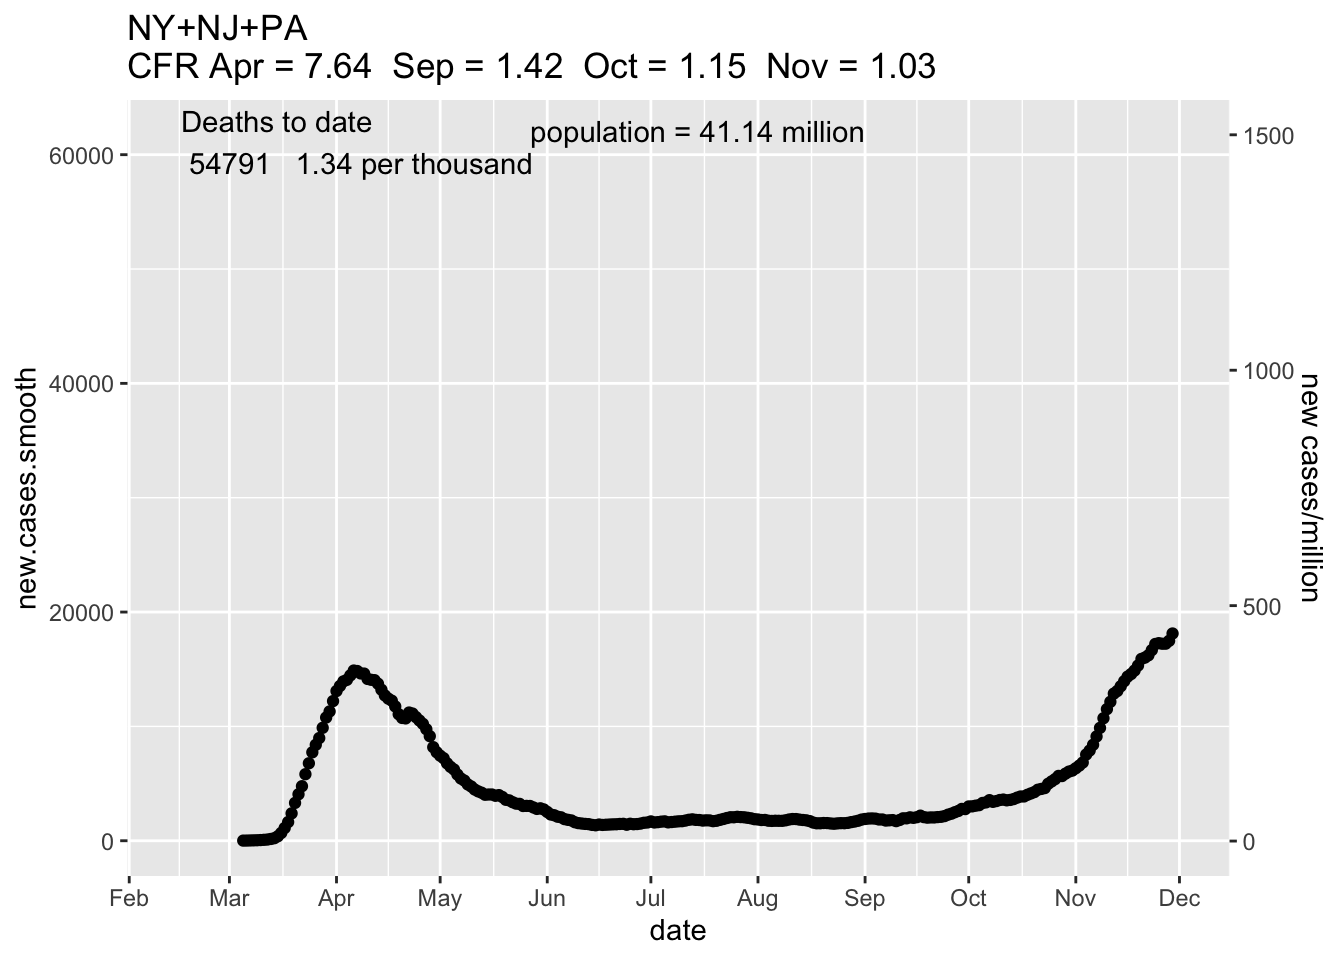 NY+NJ+PA
CFR Apr = 7.64  Sep = 1.42  Oct = 1.15  Nov = 1.03
Deaths to date
54791   1.34 per thousand
population = 41.14 million
new.cases.smooth
60000
40000
20000
0
1500
1000
500
0
new cases/million
Feb Mar Apr May Jun Jul Aug Sep Oct Nov Dec
date